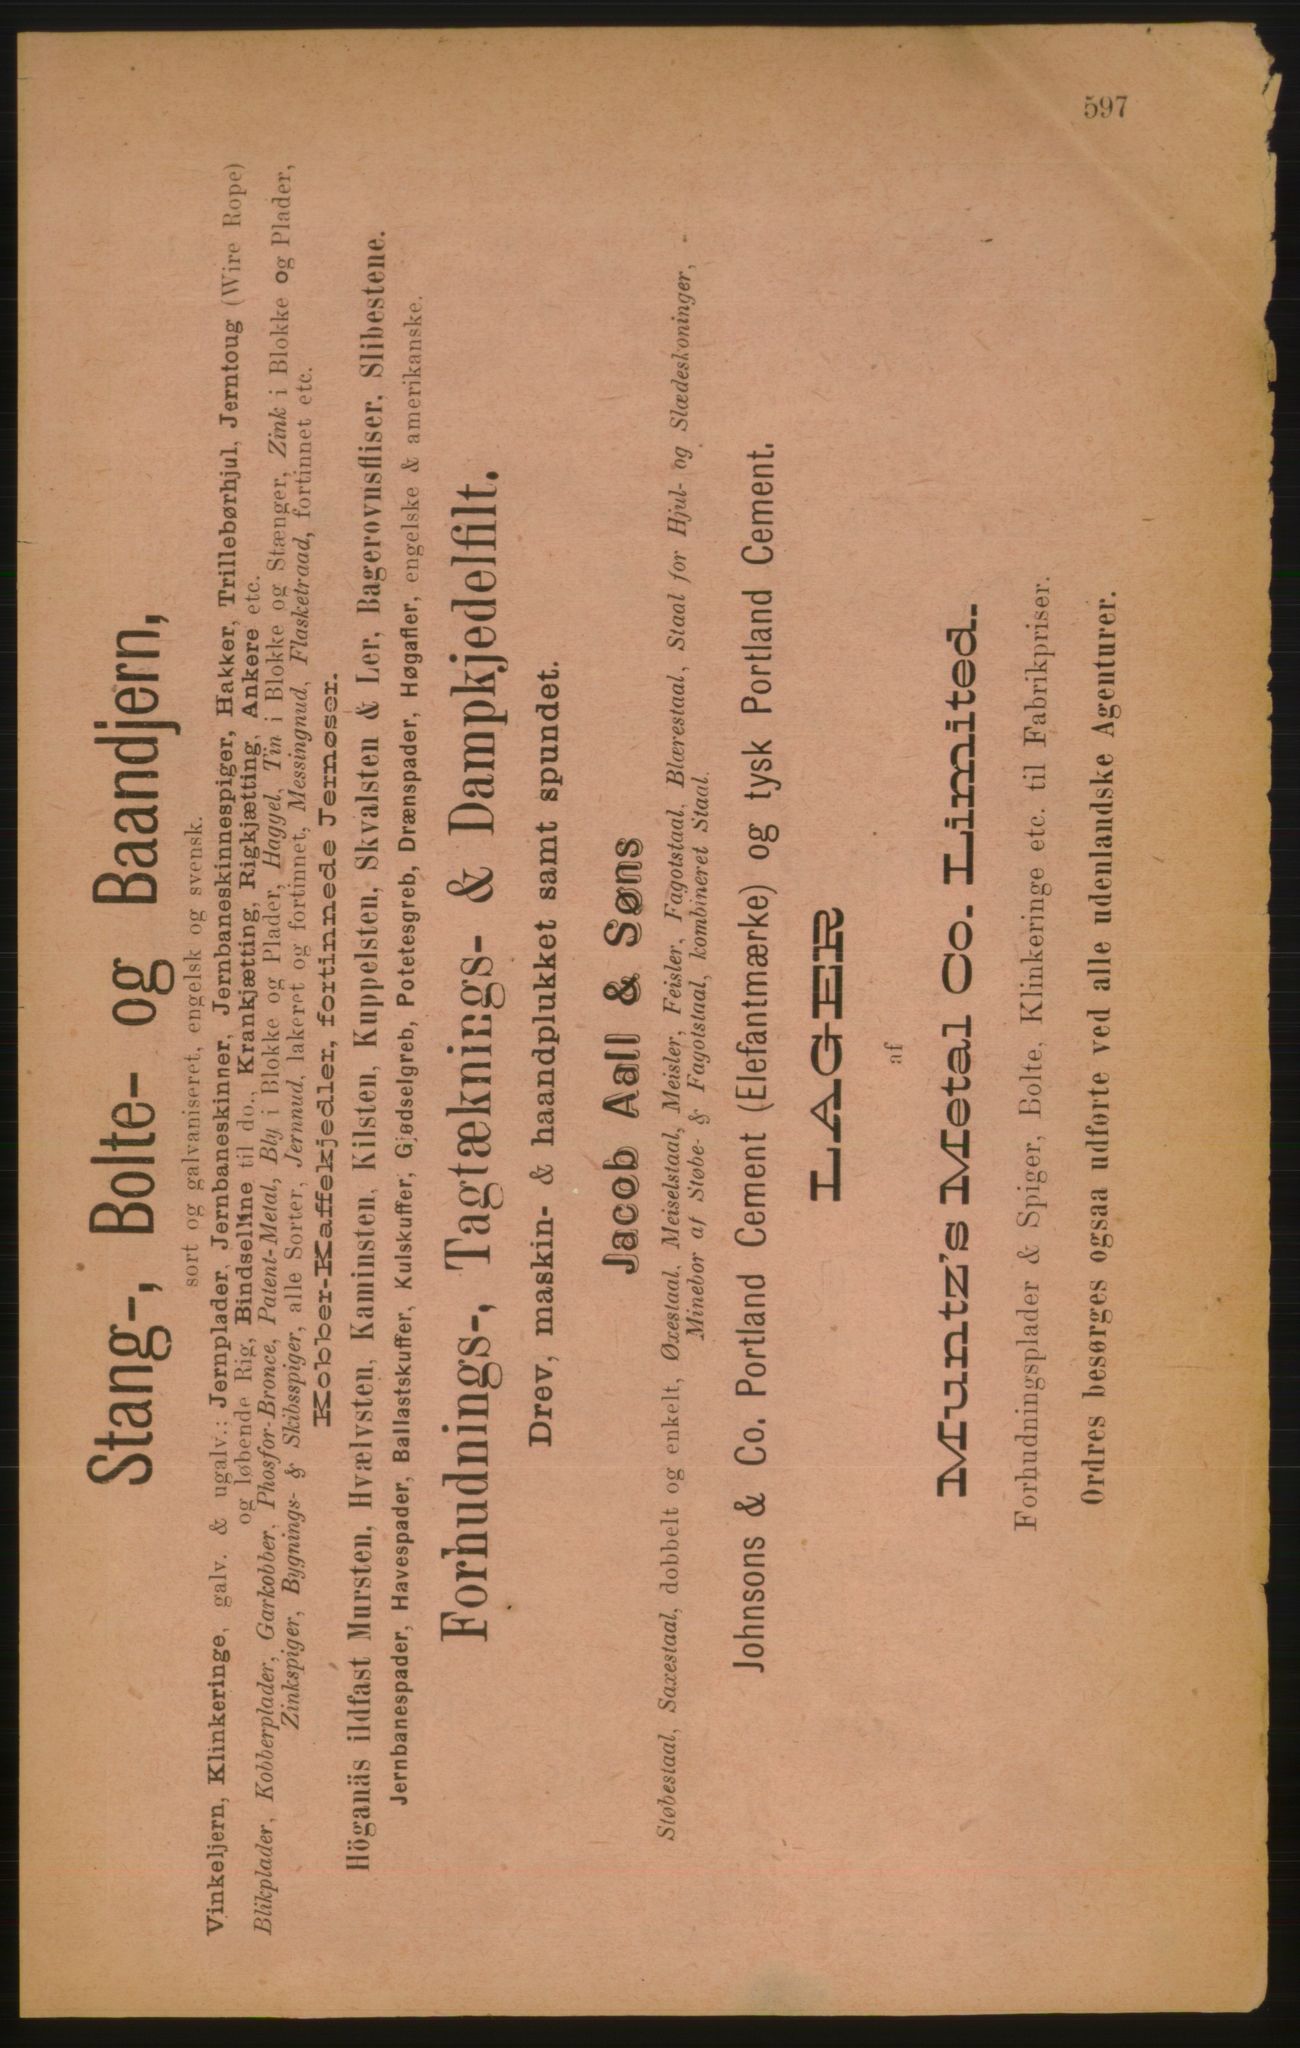 597
Stang-, Bolte- og Baandjern,
sort og galvaniseret, engelsk og svensk.
Vinkeljern, Klinkeringe, galv. & ugalv.: Jernplader, Jernbaneskinner, Jernbaneskinnespiger, Hakker, Trillebørhjul, Jerntoug (Wire Rope)
og løbende Rig, Bindselline til do., Krankjætting, Rigkjætting, Ankere etc.
Blikplader, Kobberplader, Garkobber, Phosfor-Bronce, Patent-Metal, Bly i Blokke og Plader, Haggel, Tin i Blokke og Stænger, Zink i Blokke og Plader,
Zinkspiger, Bygnings- & Skibsspiger, alle Sorter, Jernnud, lakeret og fortinnet, Messingnud, Flasketraad, fortinnet etc.
Kobber-Kaffekjedler, fortinnede Jernøser.
Höganäs ildfast Mursten, Hvælvsten, Kaminsten, Kilsten, Kuppelsten, Skvalsten & Ler, Bagerovnsfliser, Slibestene.
Jernbanespader, Havespader, Ballastskuffer, Kulskuffer, Gjødselgreb, Potetesgreb, Drænspader, Høgafler, engelske & amerikanske.
Forhudnings-, Tagtæknings- & Dampkjedelfilt.
Drev, maskin- & haandplukket samt spundet.
Jacob Aall & Søns
Støbestaal, Saxestaal, dobbelt og enkelt, Øxestaal, Meiselstaal, Meisler, Feisler, Fagotstaal, Blærestaal, Staal for Hjul- og Slædeskoninger,
Minebor af Støbe- & Fagotstaal, kombineret Staal.
Johnsons & Co. Portland Cement (Elefantmærke) og tysk Portland Cement.
LAGER
af
Muntz's Metal Co. Limited.
Forhudningsplader & Spiger, Bolte, Klinkeringe etc. til Fabrikpriser.
Ordres besørges ogsaa udførte ved alle udenlandske Agenturer.